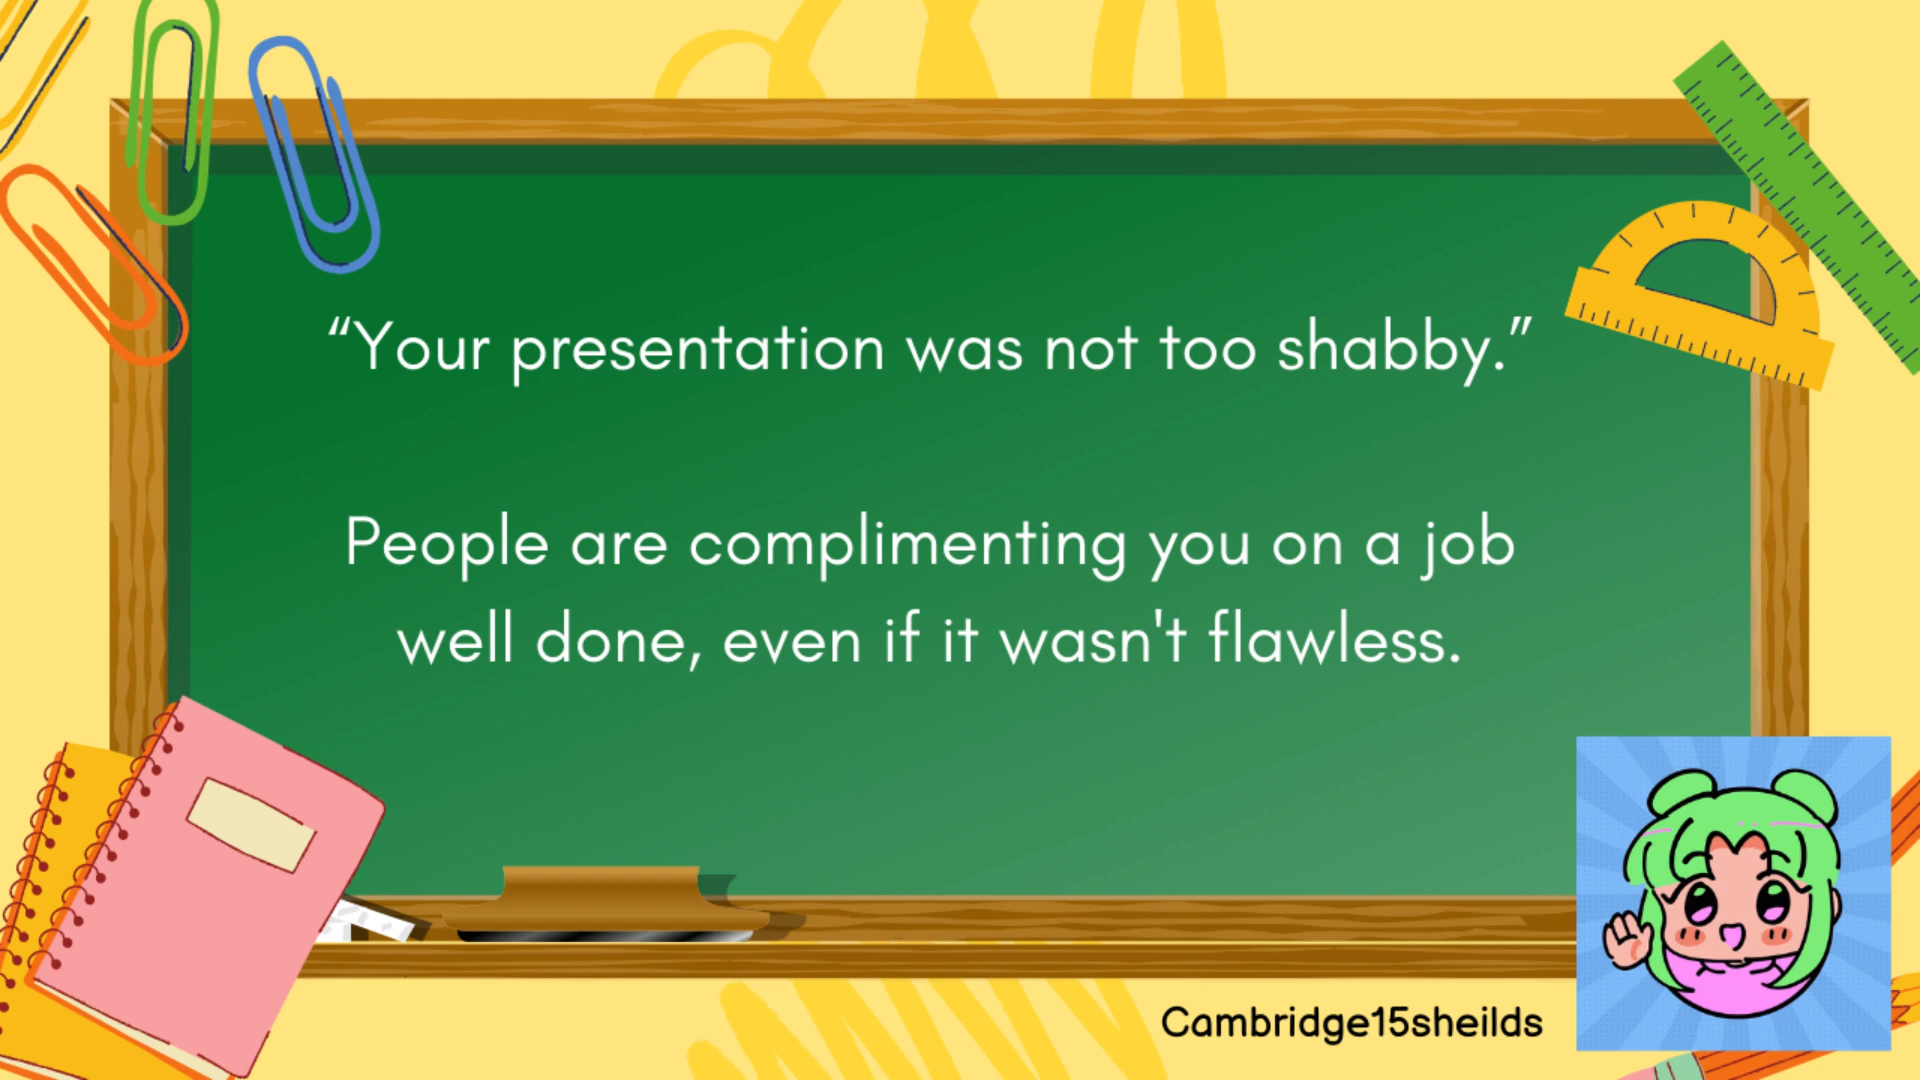 “Your presentation was not too shabby.”
People are complimenting you on a job
well done, even if it wasn't flawless.
Cambridge15sheilds